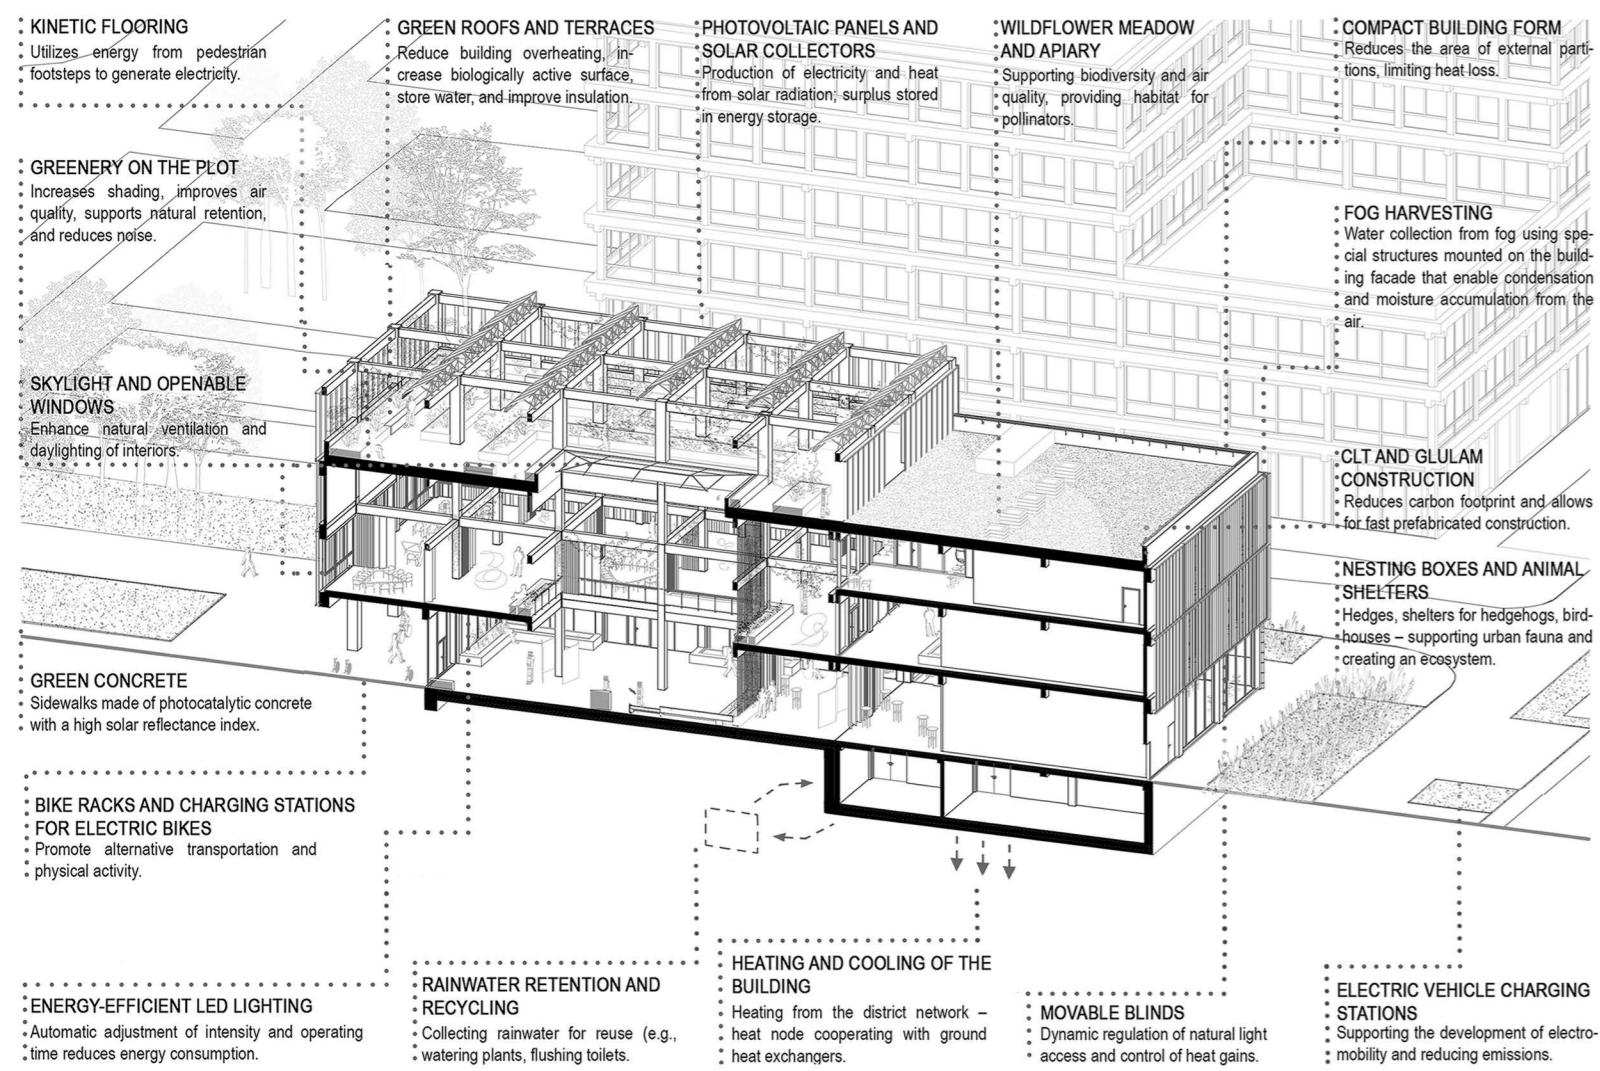 KINETIC FLOORING
Utilizes energy from pedestrian
footsteps to generate electricity.
GREEN ROOFS AND TERRACES
Reduce building overheating, in-
crease biologically active surface,
store water, and improve insulation.
PHOTOVOLTAIC PANELS AND
SOLAR COLLECTORS
Production of electricity and heat
from solar radiation; surplus stored
in energy storage.
WILDFLOWER MEADOW
AND APIARY
Supporting biodiversity and air
quality, providing habitat for
pollinators.
COMPACT BUILDING FORM
Reduces the area of external parti-
tions, limiting heat loss.
GREENERY ON THE PLOT
Increases shading, improves air
quality, supports natural retention,
and reduces noise.
FOG HARVESTING
Water collection from fog using spe-
cial structures mounted on the build-
ing facade that enable condensation
and moisture accumulation from the
air.
SKYLIGHT AND OPENABLE
WINDOWS
Enhance natural ventilation and
daylighting of interiors.
CLT AND GLULAM
CONSTRUCTION
Reduces carbon footprint and allows
for fast prefabricated construction.
NESTING BOXES AND ANIMAL
SHELTERS
Hedges, shelters for hedgehogs, bird-
houses – supporting urban fauna and
creating an ecosystem.
GREEN CONCRETE
Sidewalks made of photocatalytic concrete
with a high solar reflectance index.
BIKE RACKS AND CHARGING STATIONS
FOR ELECTRIC BIKES
Promote alternative transportation and
physical activity.
ENERGY-EFFICIENT LED LIGHTING
Automatic adjustment of intensity and operating
time reduces energy consumption.
RAINWATER RETENTION AND
RECYCLING
Collecting rainwater for reuse (e.g.,
watering plants, flushing toilets.
HEATING AND COOLING OF THE
BUILDING
Heating from the district network –
heat node cooperating with ground
heat exchangers.
MOVABLE BLINDS
Dynamic regulation of natural light
access and control of heat gains.
ELECTRIC VEHICLE CHARGING
STATIONS
Supporting the development of electro-
mobility and reducing emissions.